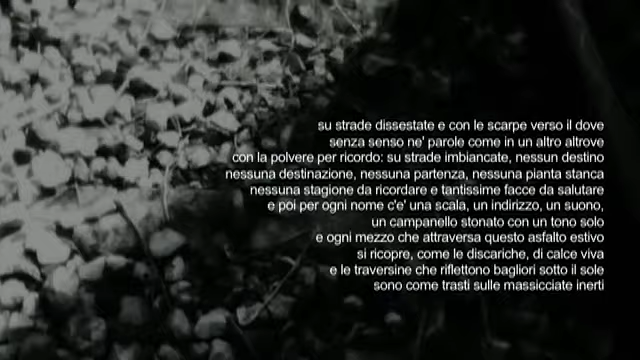 su strade dissestate e con le scarpe verso il dove
senza senso ne' parole come in un altro altrove
con la polvere per ricordo: su strade imbiancate, nessun destino
nessuna destinazione, nessuna partenza, nessuna pianta stanca
nessuna stagione da ricordare e tantissime facce da salutare
e poi per ogni nome c'e' una scala, un indirizzo, un suono,
un campanello stonato con un tono solo
e ogni mezzo che attraversa questo asfalto estivo
si ricopre, come le discariche, di calce viva
e le traversine che riflettono bagliori sotto il sole
sono come trasti sulle massicciate inerti